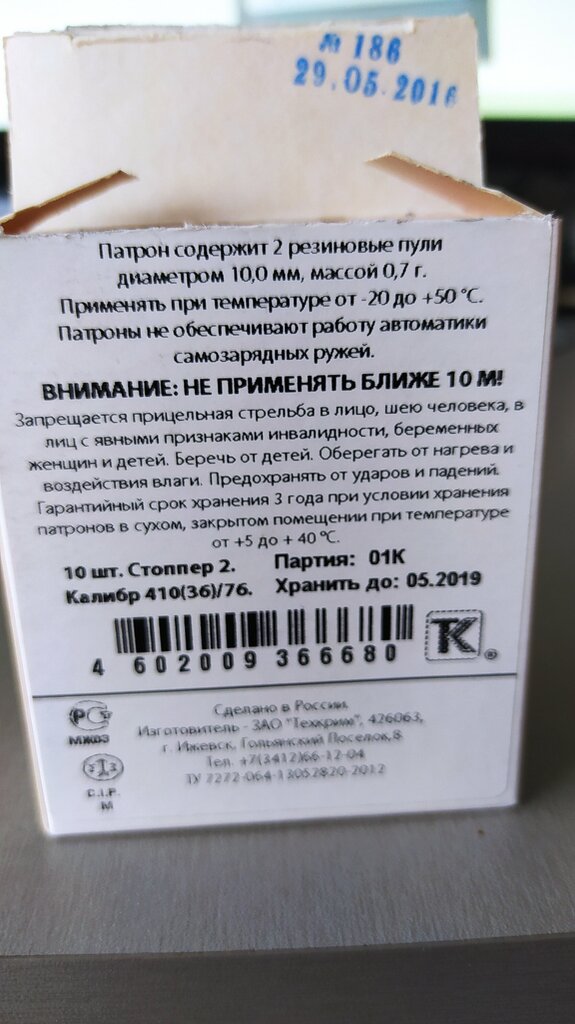 № 186
29.05.2016
Патрон содержит 2 резиновые пули
диаметром 10,0 мм, массой 0,7 г.
Применять при температуре от -20 до +50 °С.
Патроны не обеспечивают работу автоматики
самозарядных ружей.
ВНИМАНИЕ: НЕ ПРИМЕНЯТЬ БЛИЖЕ 10 М!
Запрещается прицельная стрельба в лицо, шею человека, в
лиц с явными признаками инвалидности, беременных
женщин и детей. Беречь от детей. Оберегать от нагрева и
воздействия влаги. Предохранять от ударов и падений.
Гарантийный срок хранения 3 года при условии хранения
патронов в сухом, закрытом помещении при температуре
от +5 до + 40 °С.
10 шт. Стоппер 2. Партия: 01К
Калибр 410(36)/76. Хранить до: 05.2019
4 602009 366680
ТК ®
РСТ
МЖ03
C.I.P.
М
Сделано в России.
Изготовитель - ЗАО "Техкрим", 426063,
г. Ижевск, Гольянский Поселок,8
Тел. +7(3412)66-12-04
ТУ 7272-064-13052820-2012